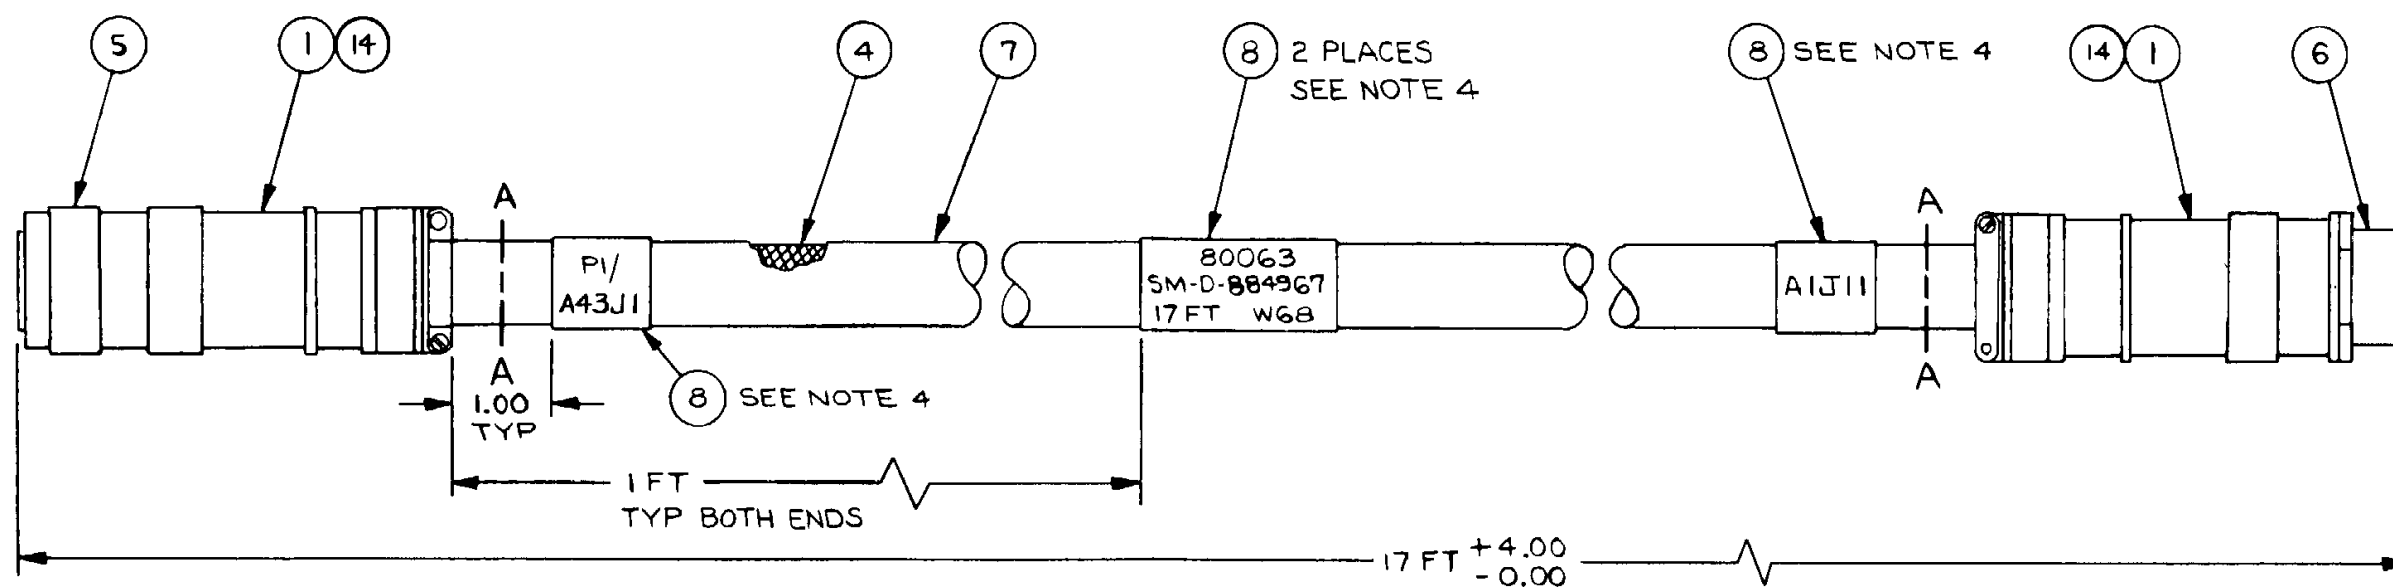 5
1 14
4
7
8 2 PLACES
SEE NOTE 4
8 SEE NOTE 4
14 1
6
A
A
P1/
A43J1
80063
SM-D-884967
17 FT W68
A1J11
A
A
8 SEE NOTE 4
1.00
TYP
1 FT
TYP BOTH ENDS
17 FT +4.00
- 0.00